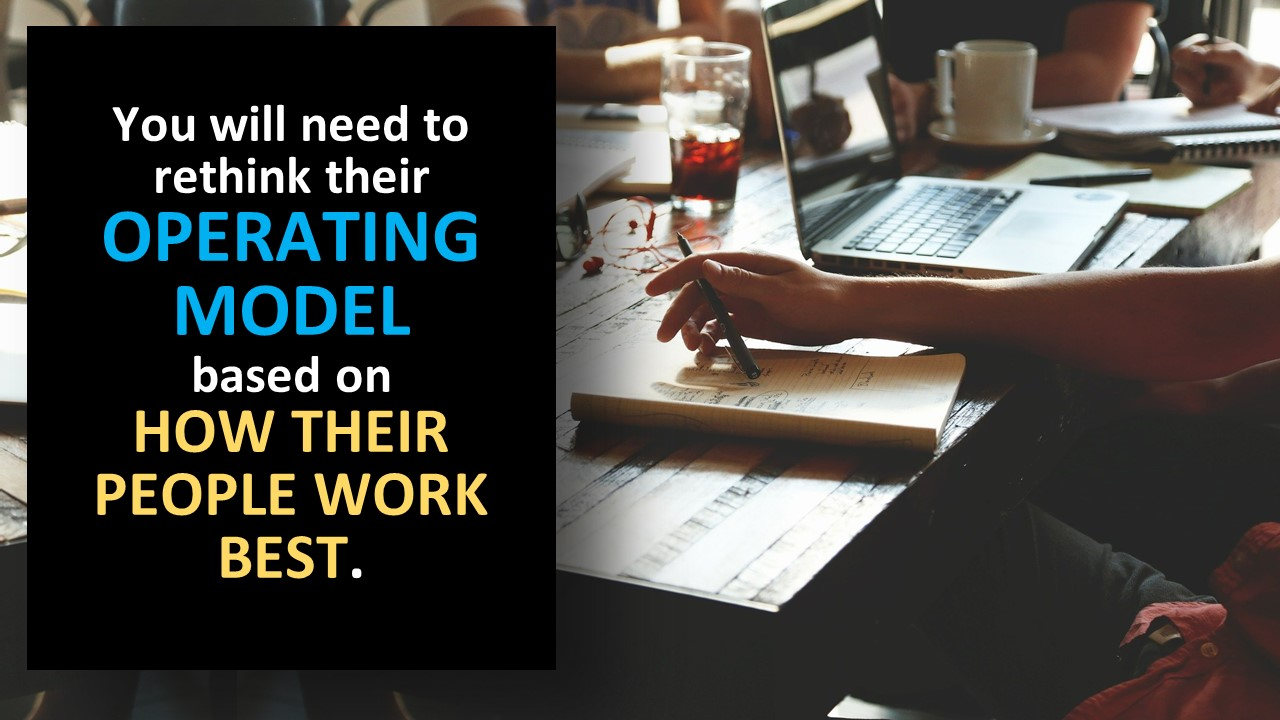 You will need to
rethink their
OPERATING
MODEL
based on
HOW THEIR
PEOPLE WORK
BEST.